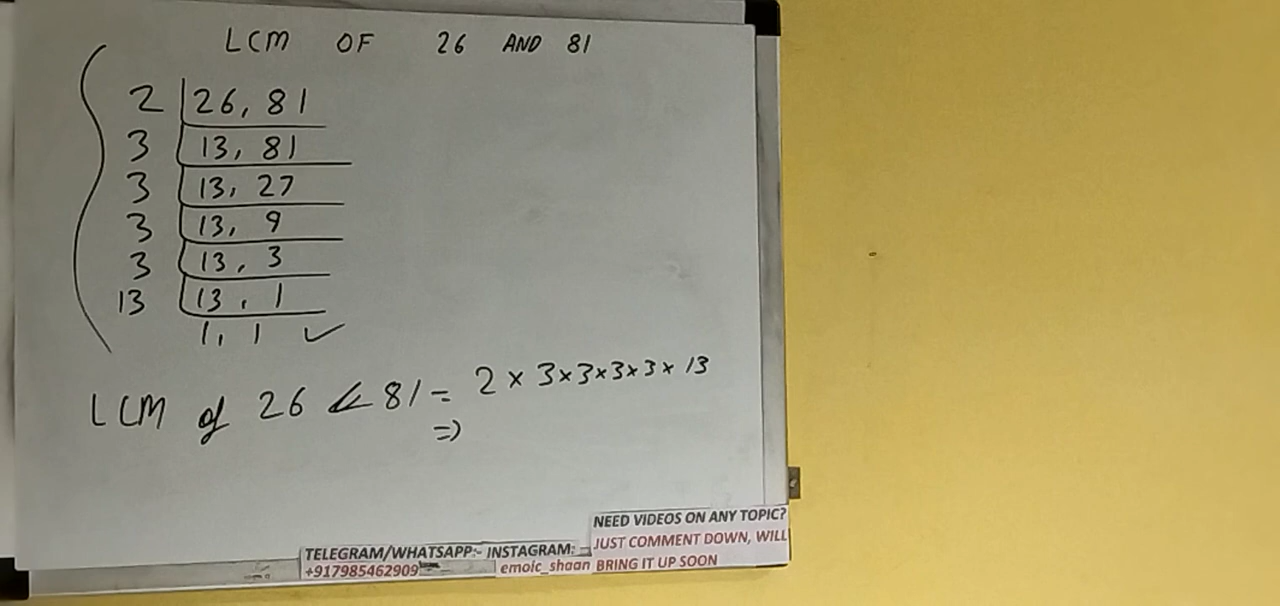 LCM OF 26 AND 81
2 26, 81
3 13, 81
3 13, 27
3 13, 9
3 13, 3
13 13, 1
1, 1 ✓
LCM of 26 & 81 = 2 × 3×3×3×3× 13
=>
NEED VIDEOS ON ANY TOPIC?
JUST COMMENT DOWN, WILL
BRING IT UP SOON
TELEGRAM/WHATSAPP:- INSTAGRAM:-
+917985462909 emoic_shaan